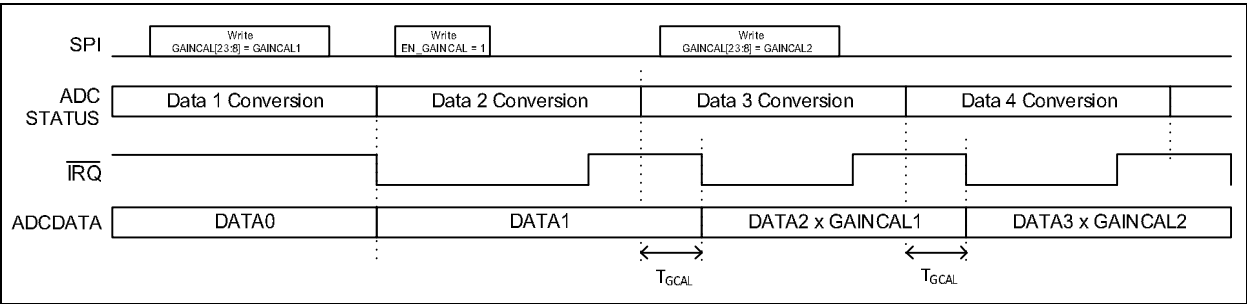 SPI
Write
GAINCAL[23:8] = GAINCAL1
Write
EN_GAINCAL = 1
Write
GAINCAL[23:8] = GAINCAL2
ADC
STATUS
Data 1 Conversion
Data 2 Conversion
Data 3 Conversion
Data 4 Conversion
IRQ
ADCDATA
DATA0
DATA1
DATA2 x GAINCAL1
DATA3 x GAINCAL2
TGCAL
TGCAL